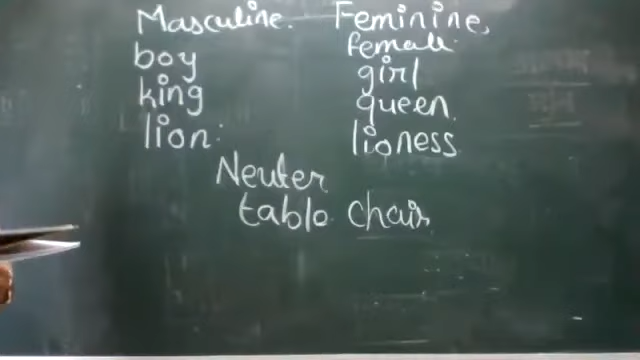 Masculine. Feminine,
female.
boy girl
king queen.
lion: lioness.
Neuter
table. chair